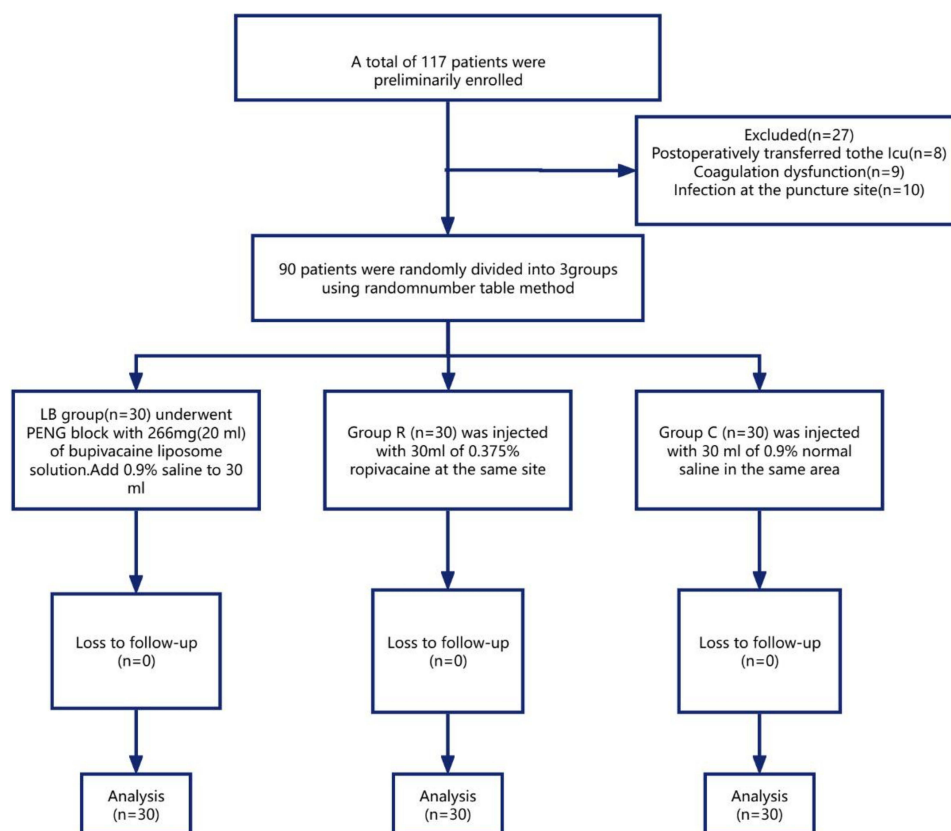 A total of 117 patients were
preliminarily enrolled
Excluded(n=27)
Postoperatively transferred tothe Icu(n=8)
Coagulation dysfunction(n=9)
Infection at the puncture site(n=10)
90 patients were randomly divided into 3groups
using randomnumber table method
LB group(n=30) underwent
PENG block with 266mg(20 ml)
of bupivacaine liposome
solution.Add 0.9% saline to 30
ml
Group R (n=30) was injected
with 30ml of 0.375%
ropivacaine at the same site
Group C (n=30) was injected
with 30 ml of 0.9% normal
saline in the same area
Loss to follow-up
(n=0)
Loss to follow-up
(n=0)
Loss to follow-up
(n=0)
Analysis
(n=30)
Analysis
(n=30)
Analysis
(n=30)